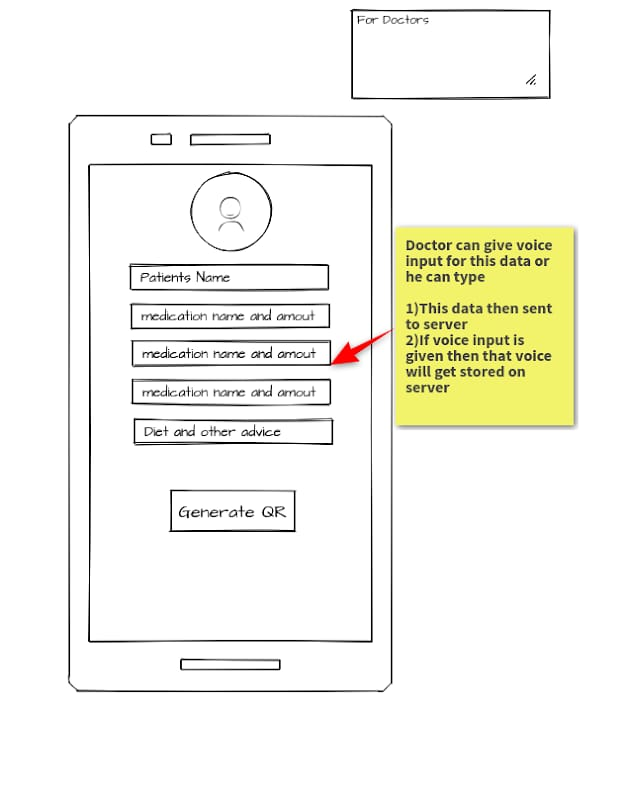 For Doctors
Patients Name
medication name and amout
medication name and amout
medication name and amout
Diet and other advice
Generate QR
Doctor can give voice
input for this data or
he can type
1)This data then sent
to server
2)If voice input is
given then that voice
will get stored on
server